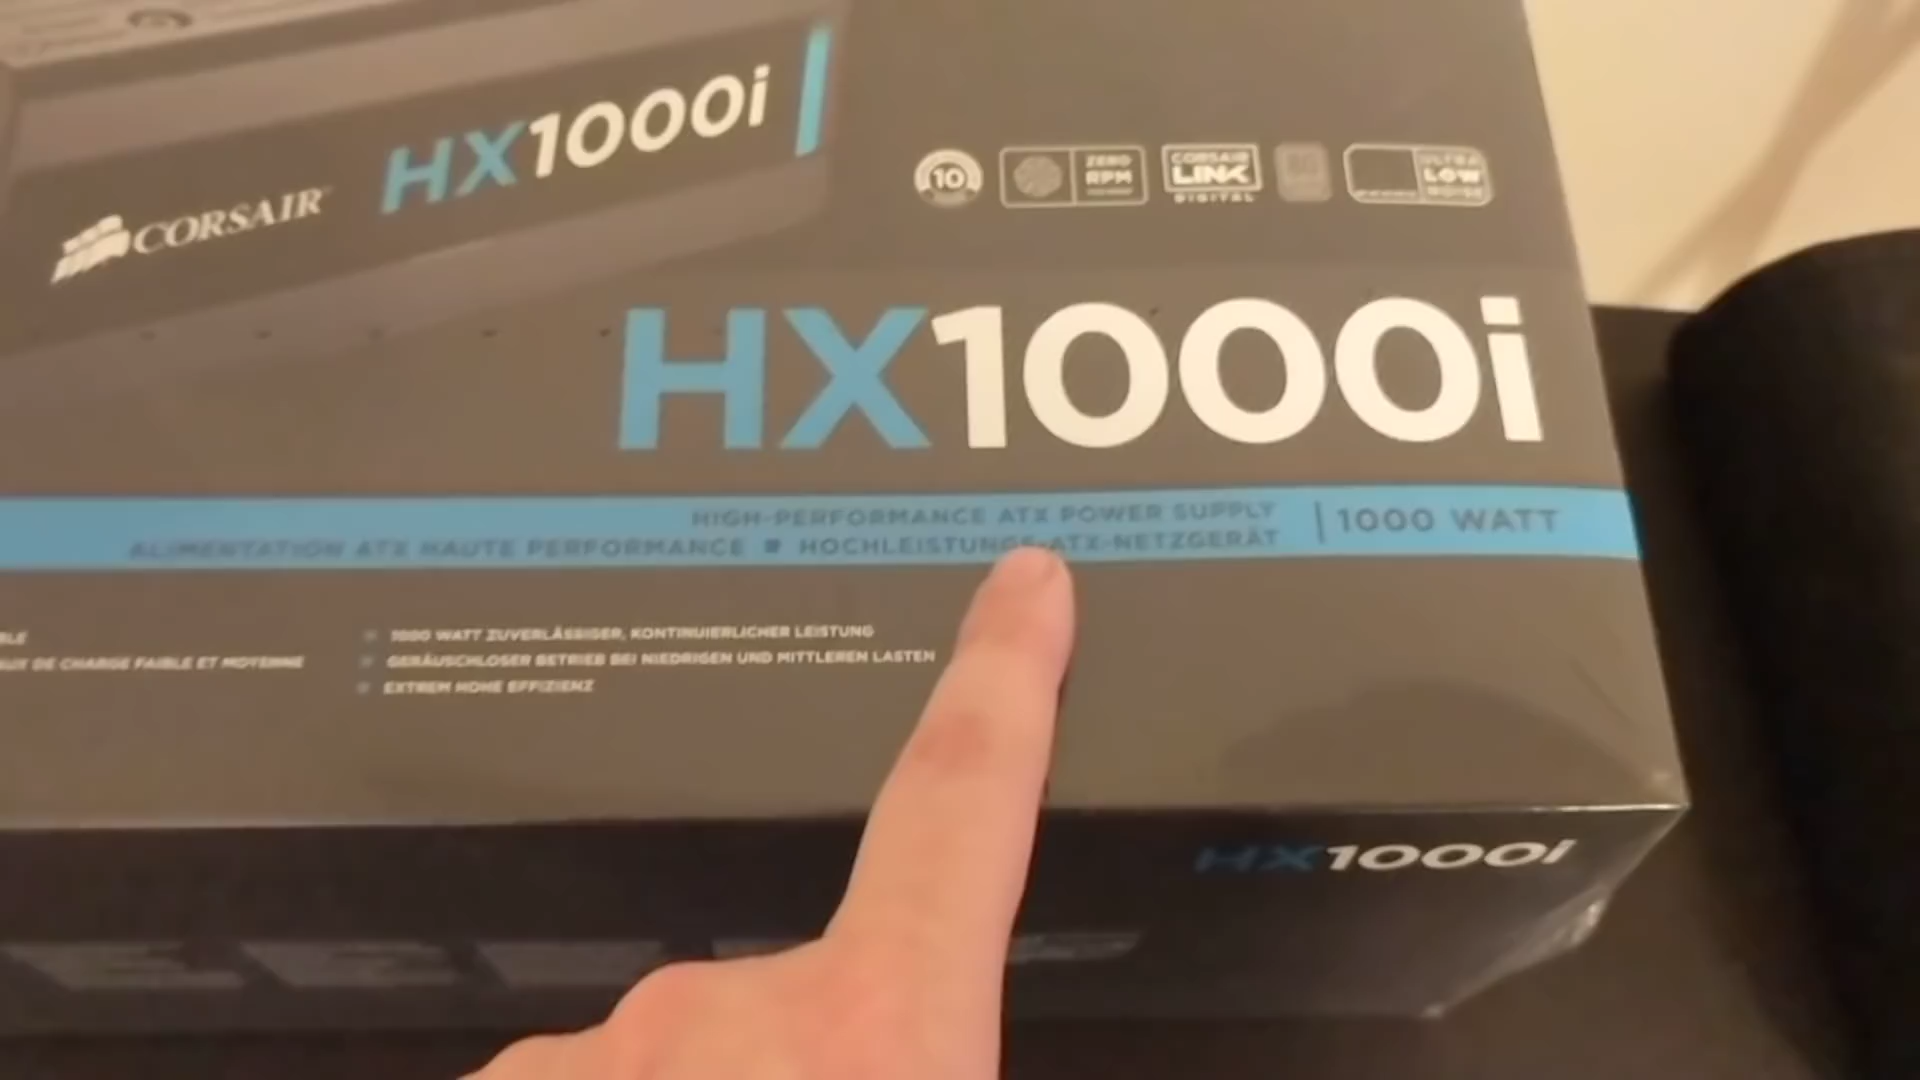 CORSAIR
HX1000i
10
ZERO
RPM
CORSAIR
LINK
DIGITAL
ULTRA
LOW
NOISE
HX1000i
HIGH-PERFORMANCE ATX POWER SUPPLY
ALIMENTATION ATX HAUTE PERFORMANCE ■ HOCHLEISTUNGS-ATX-NETZGERÄT
1000 WATT
AUX DE CHARGE FAIBLE ET MOYENNE
1000 WATT ZUVERLÄSSIGER, KONTINUIERLICHER LEISTUNG
GERÄUSCHLOSER BETRIEB BEI NIEDRIGEN UND MITTLEREN LASTEN
EXTREM HOHE EFFIZIENZ
HX1000i